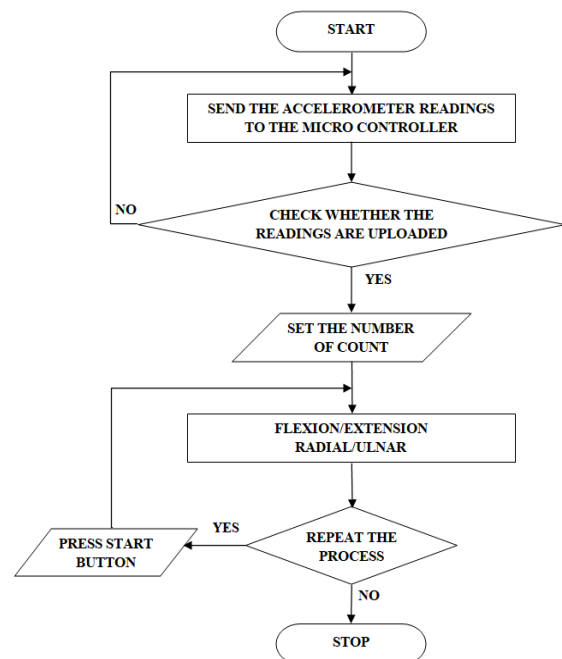 START
SEND THE ACCELEROMETER READINGS
TO THE MICRO CONTROLLER
NO
CHECK WHETHER THE
READINGS ARE UPLOADED
YES
SET THE NUMBER
OF COUNT
FLEXION/EXTENSION
RADIAL/ULNAR
YES
PRESS START
BUTTON
REPEAT THE
PROCESS
NO
STOP